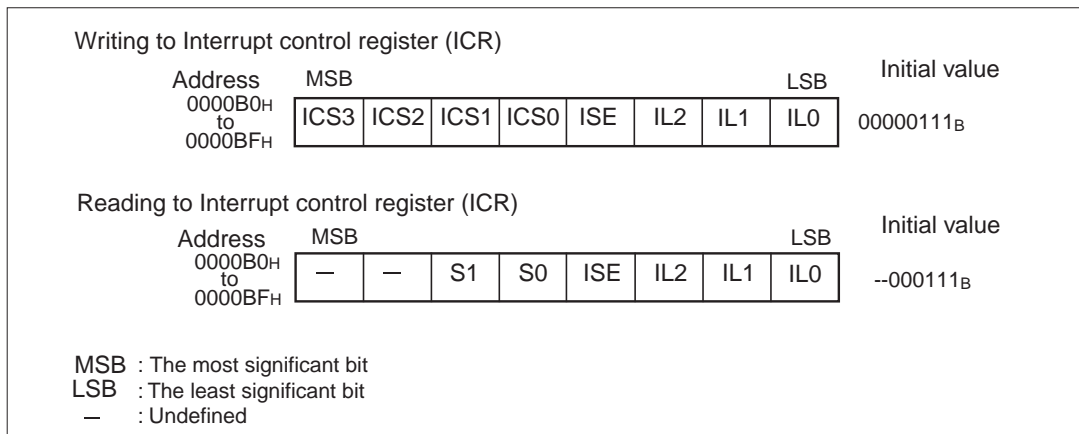 Writing to Interrupt control register (ICR)
Address MSB LSB Initial value
0000B0H
to
0000BFH
ICS3 ICS2 ICS1 ICS0 ISE IL2 IL1 IL0 00000111B
Reading to Interrupt control register (ICR)
Address MSB LSB Initial value
0000B0H
to
0000BFH
— — S1 S0 ISE IL2 IL1 IL0 --000111B
MSB : The most significant bit
LSB : The least significant bit
— : Undefined